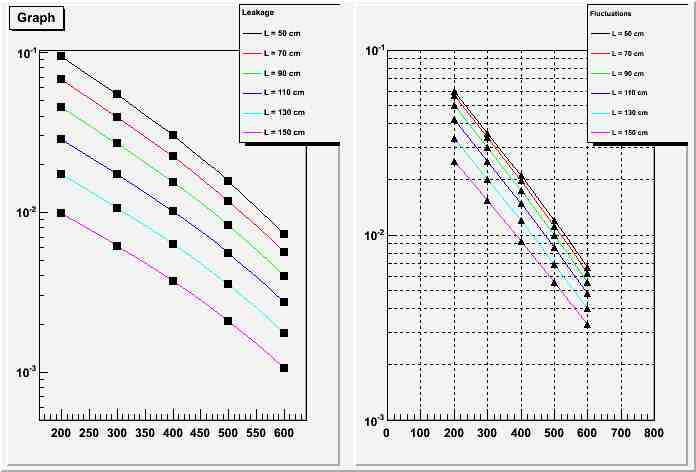 Graph
Leakage
L = 50 cm
L = 70 cm
L = 90 cm
L = 110 cm
L = 130 cm
L = 150 cm
10-1
10-2
10-3
200 250 300 350 400 450 500 550 600
Fluctuations
L = 50 cm
L = 70 cm
L = 90 cm
L = 110 cm
L = 130 cm
L = 150 cm
10-1
10-2
10-3
0 100 200 300 400 500 600 700 800